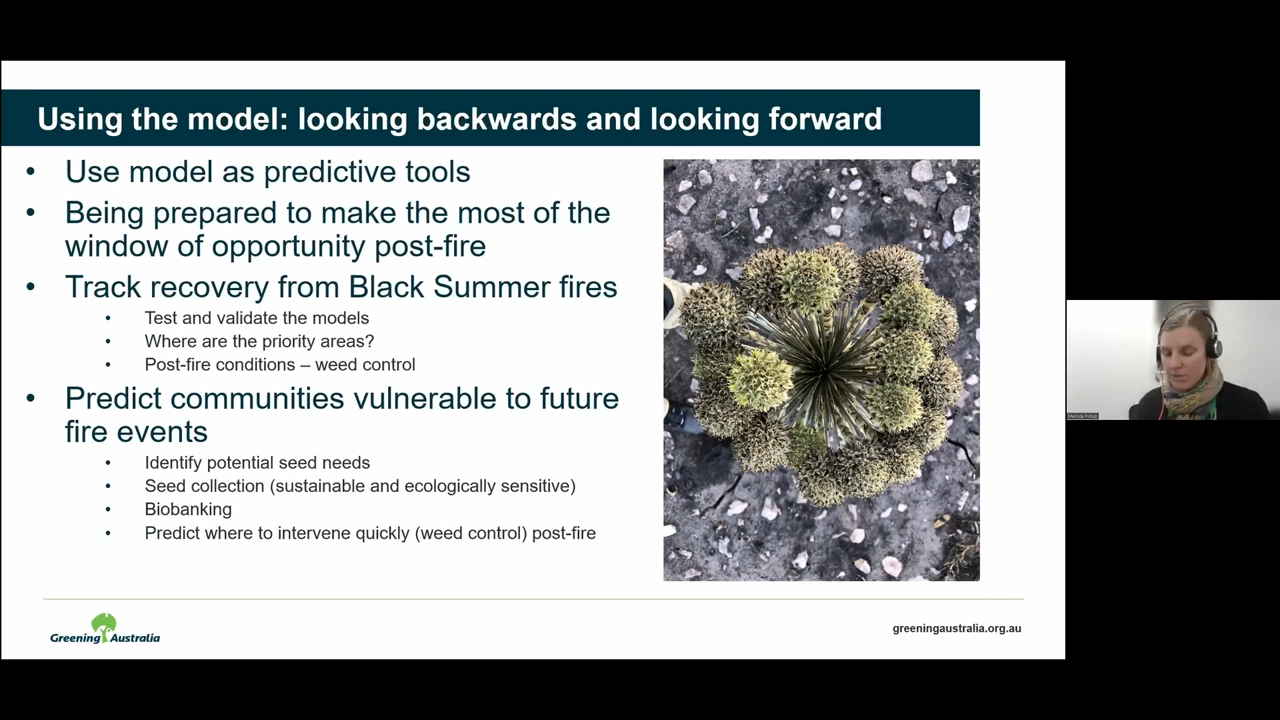 Using the model: looking backwards and looking forward
• Use model as predictive tools
• Being prepared to make the most of the
window of opportunity post-fire
• Track recovery from Black Summer fires
• Test and validate the models
• Where are the priority areas?
• Post-fire conditions – weed control
• Predict communities vulnerable to future
fire events
• Identify potential seed needs
• Seed collection (sustainable and ecologically sensitive)
• Biobanking
• Predict where to intervene quickly (weed control) post-fire
Greening Australia
greeningaustralia.org.au